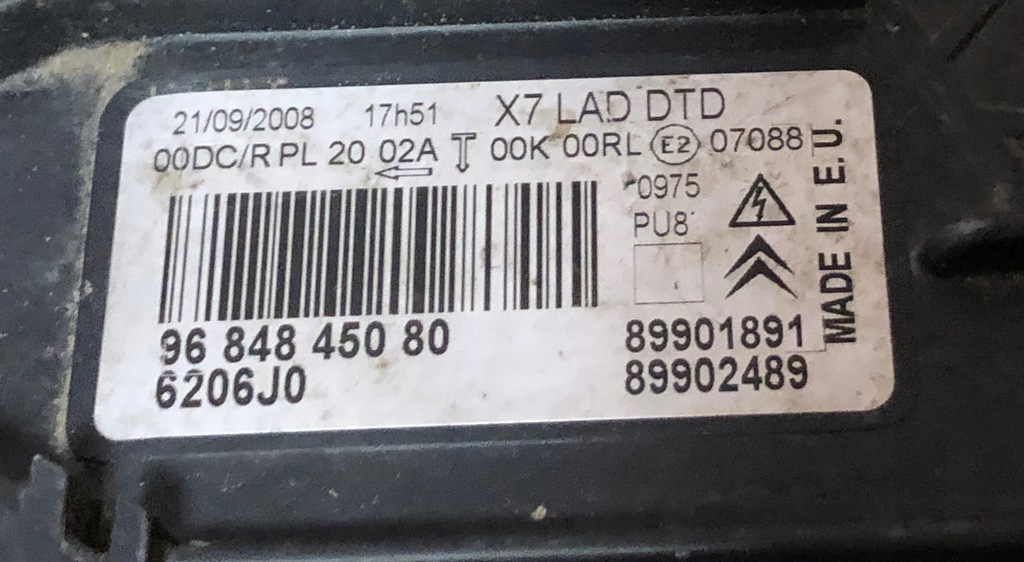 21/09/2008 17h51 X7 LAD DTD
00DC/R PL 20 02A 00K 00RL E2 07088
0975
PU8
96 848 450 80
6206J0
89901891
89902489
MADE IN E.U.